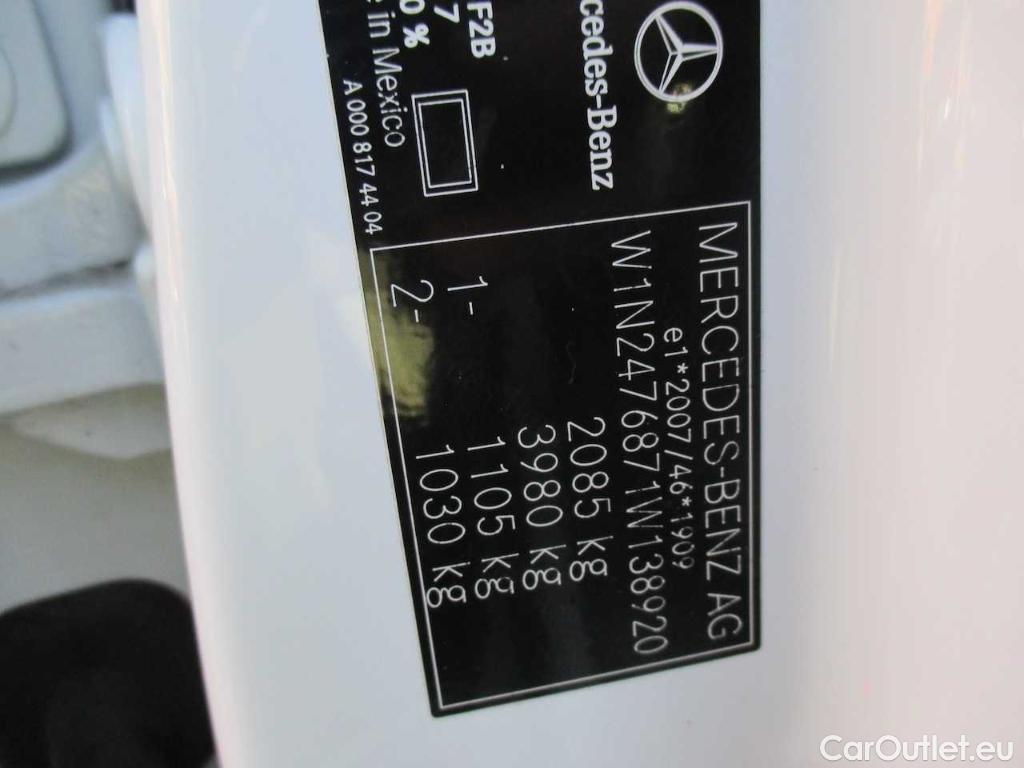 Mercedes-Benz
F2B
7
0 %
in Mexico
A 000 817 44 04
MERCEDES-BENZ AG
e1*2007/46*1909
W1N2476871W138920
2085 kg
3980 kg
1- 1105 kg
2- 1030 kg
CarOutlet.eu